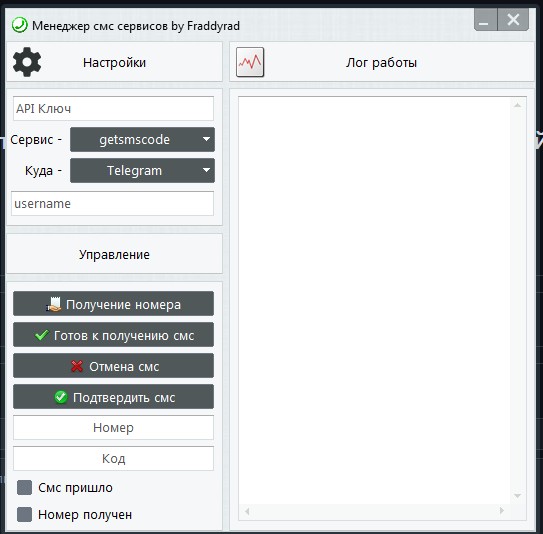 Менеджер смс сервисов by Fraddyrad
Настройки
Лог работы
API Ключ
Сервис - getsmscode
Куда - Telegram
username
Управление
Получение номера
Готов к получению смс
Отмена смс
Подтвердить смс
Номер
Код
Смс пришло
Номер получен